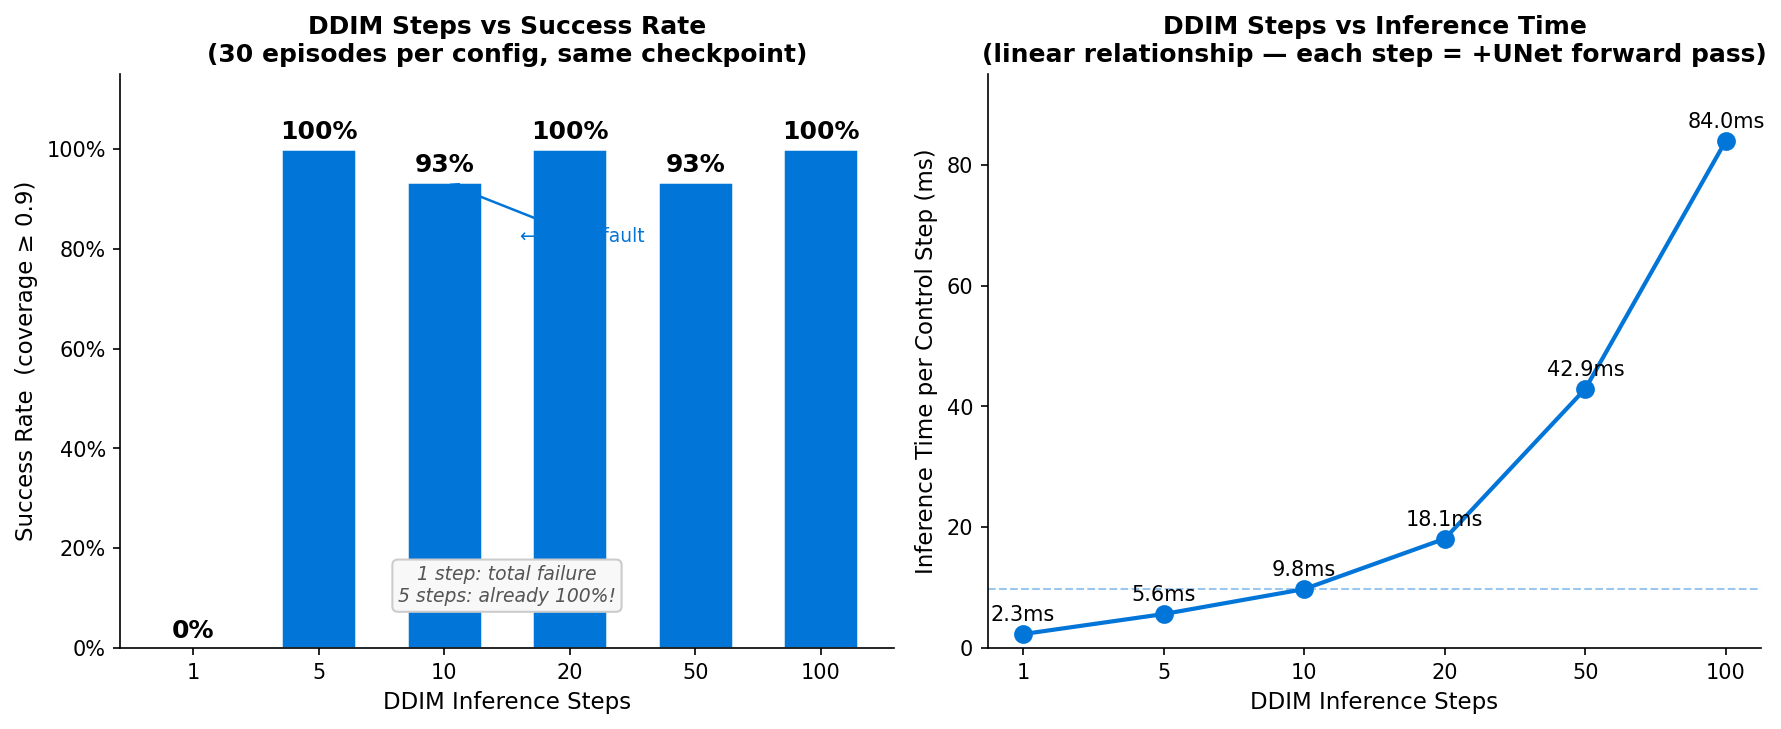 DDIM Steps vs Success Rate
(30 episodes per config, same checkpoint)
Success Rate (coverage ≥ 0.9)
100%
80%
60%
40%
20%
0%
0%
100%
93%
100%
93%
100%
←
fault
1 step: total failure
5 steps: already 100%!
1
5
10
20
50
100
DDIM Inference Steps
DDIM Steps vs Inference Time
(linear relationship — each step = +UNet forward pass)
Inference Time per Control Step (ms)
80
60
40
20
0
2.3ms
5.6ms
9.8ms
18.1ms
42.9ms
84.0ms
1
5
10
20
50
100
DDIM Inference Steps